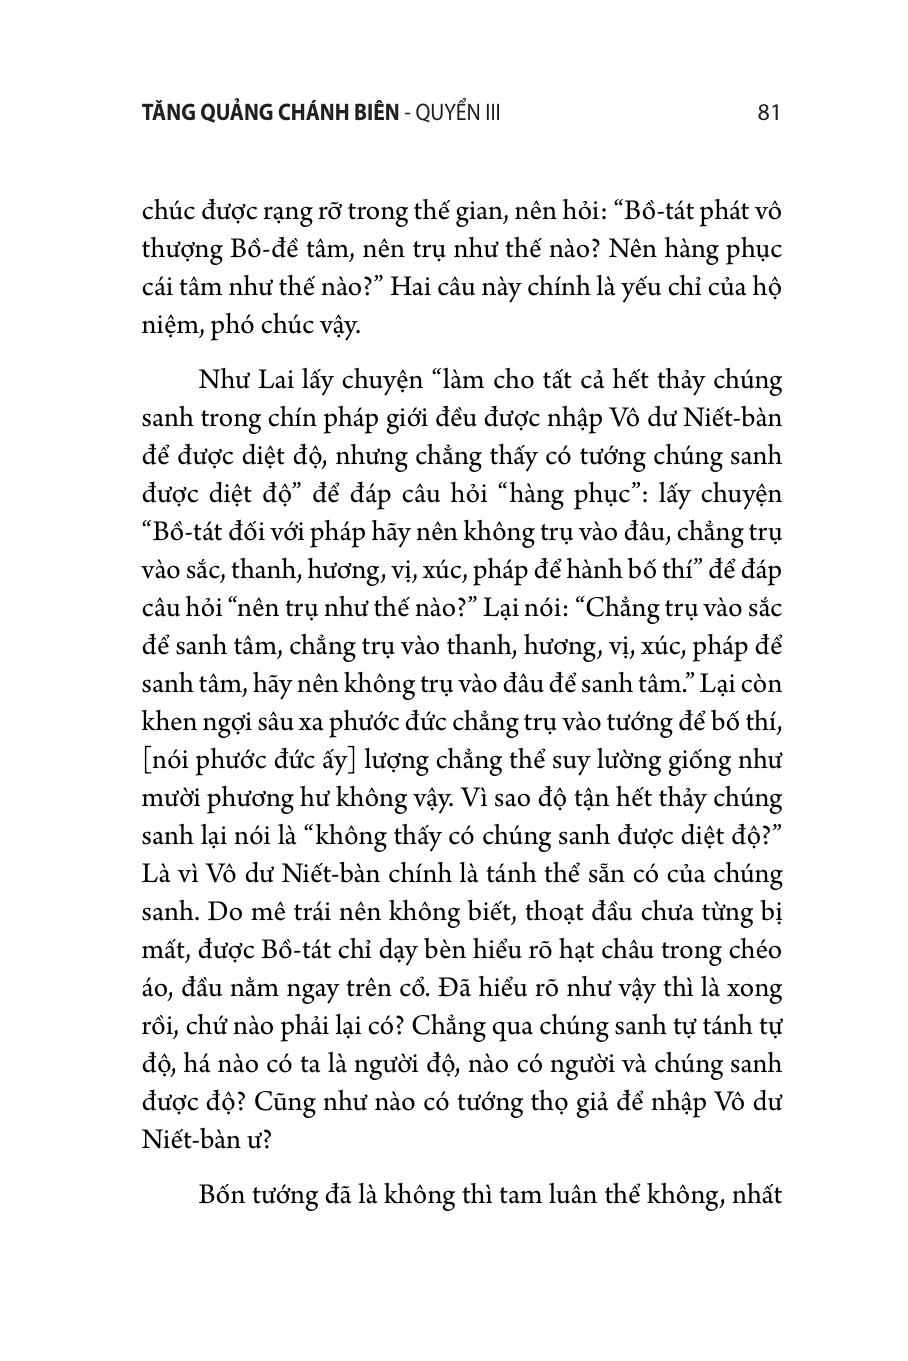 TĂNG QUẢNG CHÁNH BIÊN - QUYỂN III 81
chúc được rạng rỡ trong thế gian, nên hỏi: “Bồ-tát phát vô
thượng Bồ-đề tâm, nên trụ như thế nào? Nên hàng phục
cái tâm như thế nào?” Hai câu này chính là yếu chỉ của hộ
niệm, phó chúc vậy.
Như Lai lấy chuyện “làm cho tất cả hết thảy chúng
sanh trong chín pháp giới đều được nhập Vô dư Niết-bàn
để được diệt độ, nhưng chẳng thấy có tướng chúng sanh
được diệt độ” để đáp câu hỏi “hàng phục”: lấy chuyện
“Bồ-tát đối với pháp hãy nên không trụ vào đâu, chẳng trụ
vào sắc, thanh, hương, vị, xúc, pháp để hành bố thí” để đáp
câu hỏi “nên trụ như thế nào?” Lại nói: “Chẳng trụ vào sắc
để sanh tâm, chẳng trụ vào thanh, hương, vị, xúc, pháp để
sanh tâm, hãy nên không trụ vào đâu để sanh tâm.” Lại còn
khen ngợi sâu xa phước đức chẳng trụ vào tướng để bố thí,
[nói phước đức ấy] lượng chẳng thể suy lường giống như
mười phương hư không vậy. Vì sao độ tận hết thảy chúng
sanh lại nói là “không thấy có chúng sanh được diệt độ?”
Là vì Vô dư Niết-bàn chính là tánh thể sẵn có của chúng
sanh. Do mê trái nên không biết, thoạt đầu chưa từng bị
mất, được Bồ-tát chỉ dạy bèn hiểu rõ hạt châu trong chéo
áo, đầu nằm ngay trên cổ. Đã hiểu rõ như vậy thì là xong
rồi, chứ nào phải lại có? Chẳng qua chúng sanh tự tánh tự
độ, há nào có ta là người độ, nào có người và chúng sanh
được độ? Cũng như nào có tướng thọ giả để nhập Vô dư
Niết-bàn ư?
Bốn tướng đã là không thì tam luân thể không, nhất